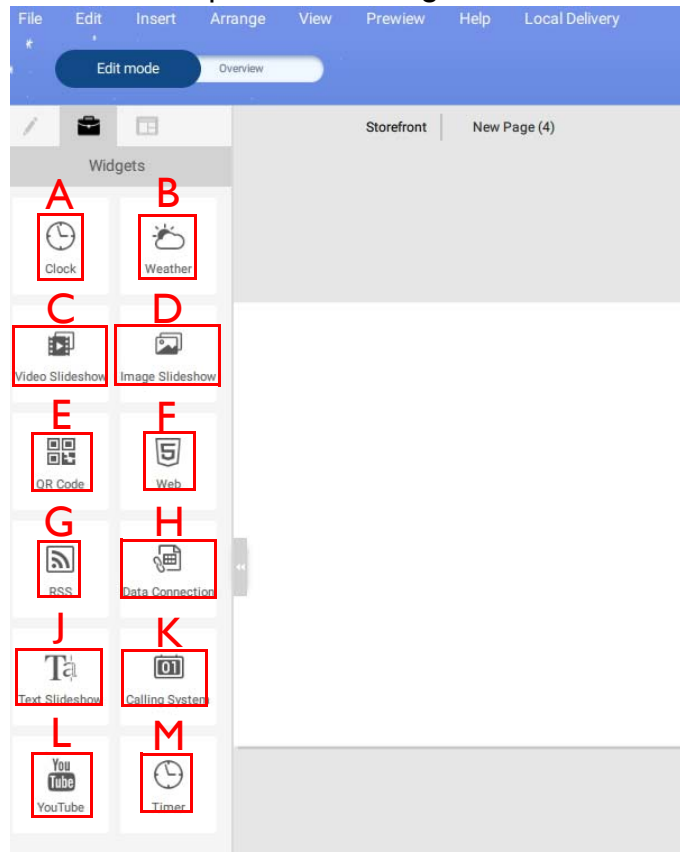 File Edit Insert Arrange View Prewiew Help Local Delivery
Edit mode Overview
Storefront New Page (4)
Widgets
A B
Clock Weather
C D
Video Slideshow Image Slideshow
E F
5
QR Code Web
G H
RSS Data Connection
J K
Ta 01
Text Slideshow Calling System
L M
You
Tube
YouTube Timer